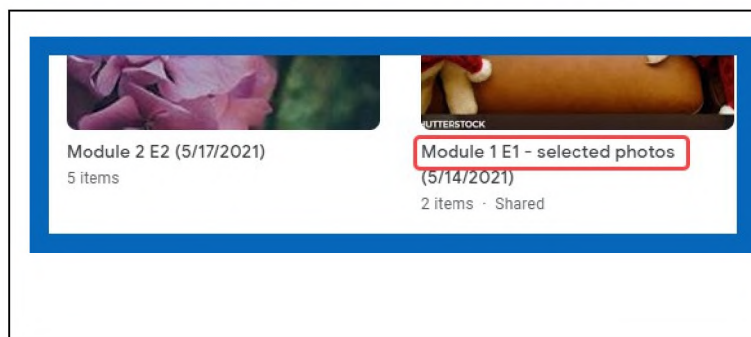 UTTERSTOCK
Module 2 E2 (5/17/2021)
5 items
Module 1 E1 - selected photos
(5/14/2021)
2 items · Shared